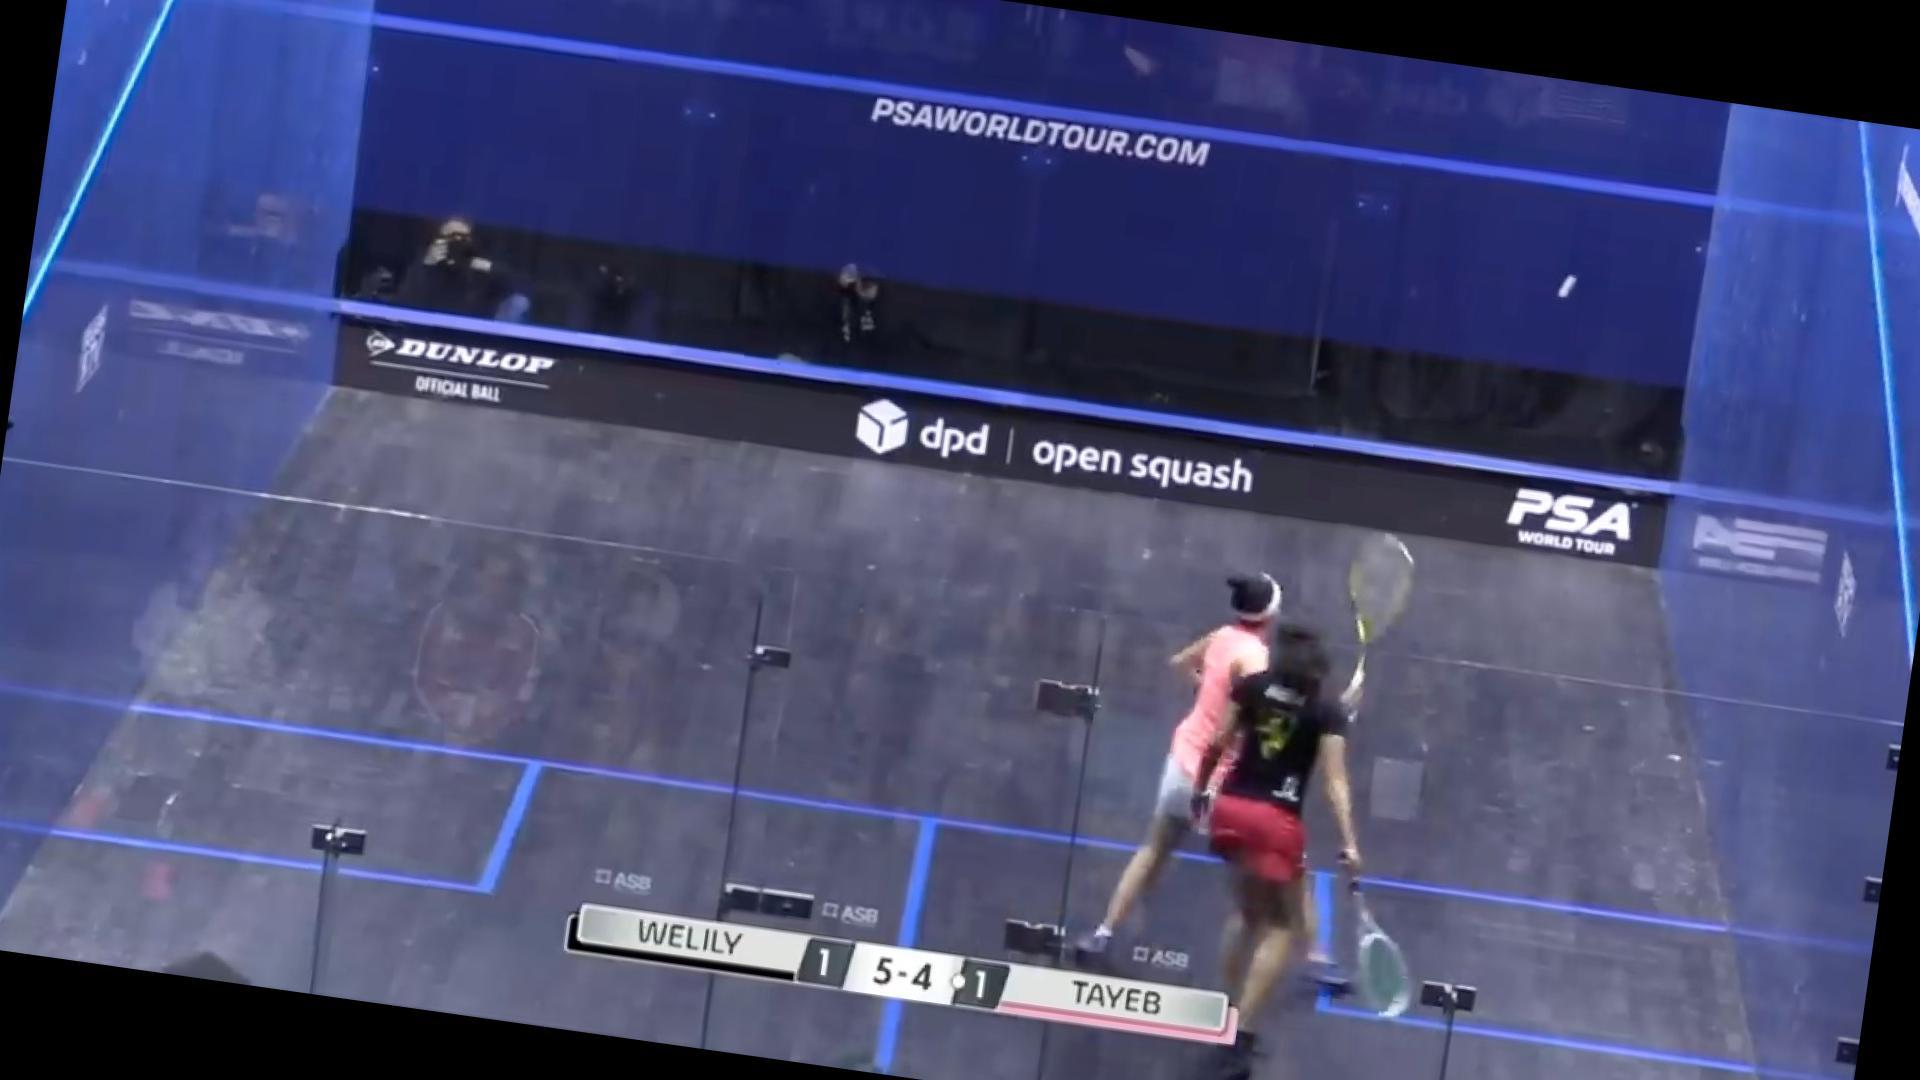 PSAWORLDTOUR.COM
DUNLOP
OFFICIAL BALL
dpd | open squash
PSA
WORLD TOUR
ASB
ASB
ASB
WELILY 1 5-4 1 TAYEB